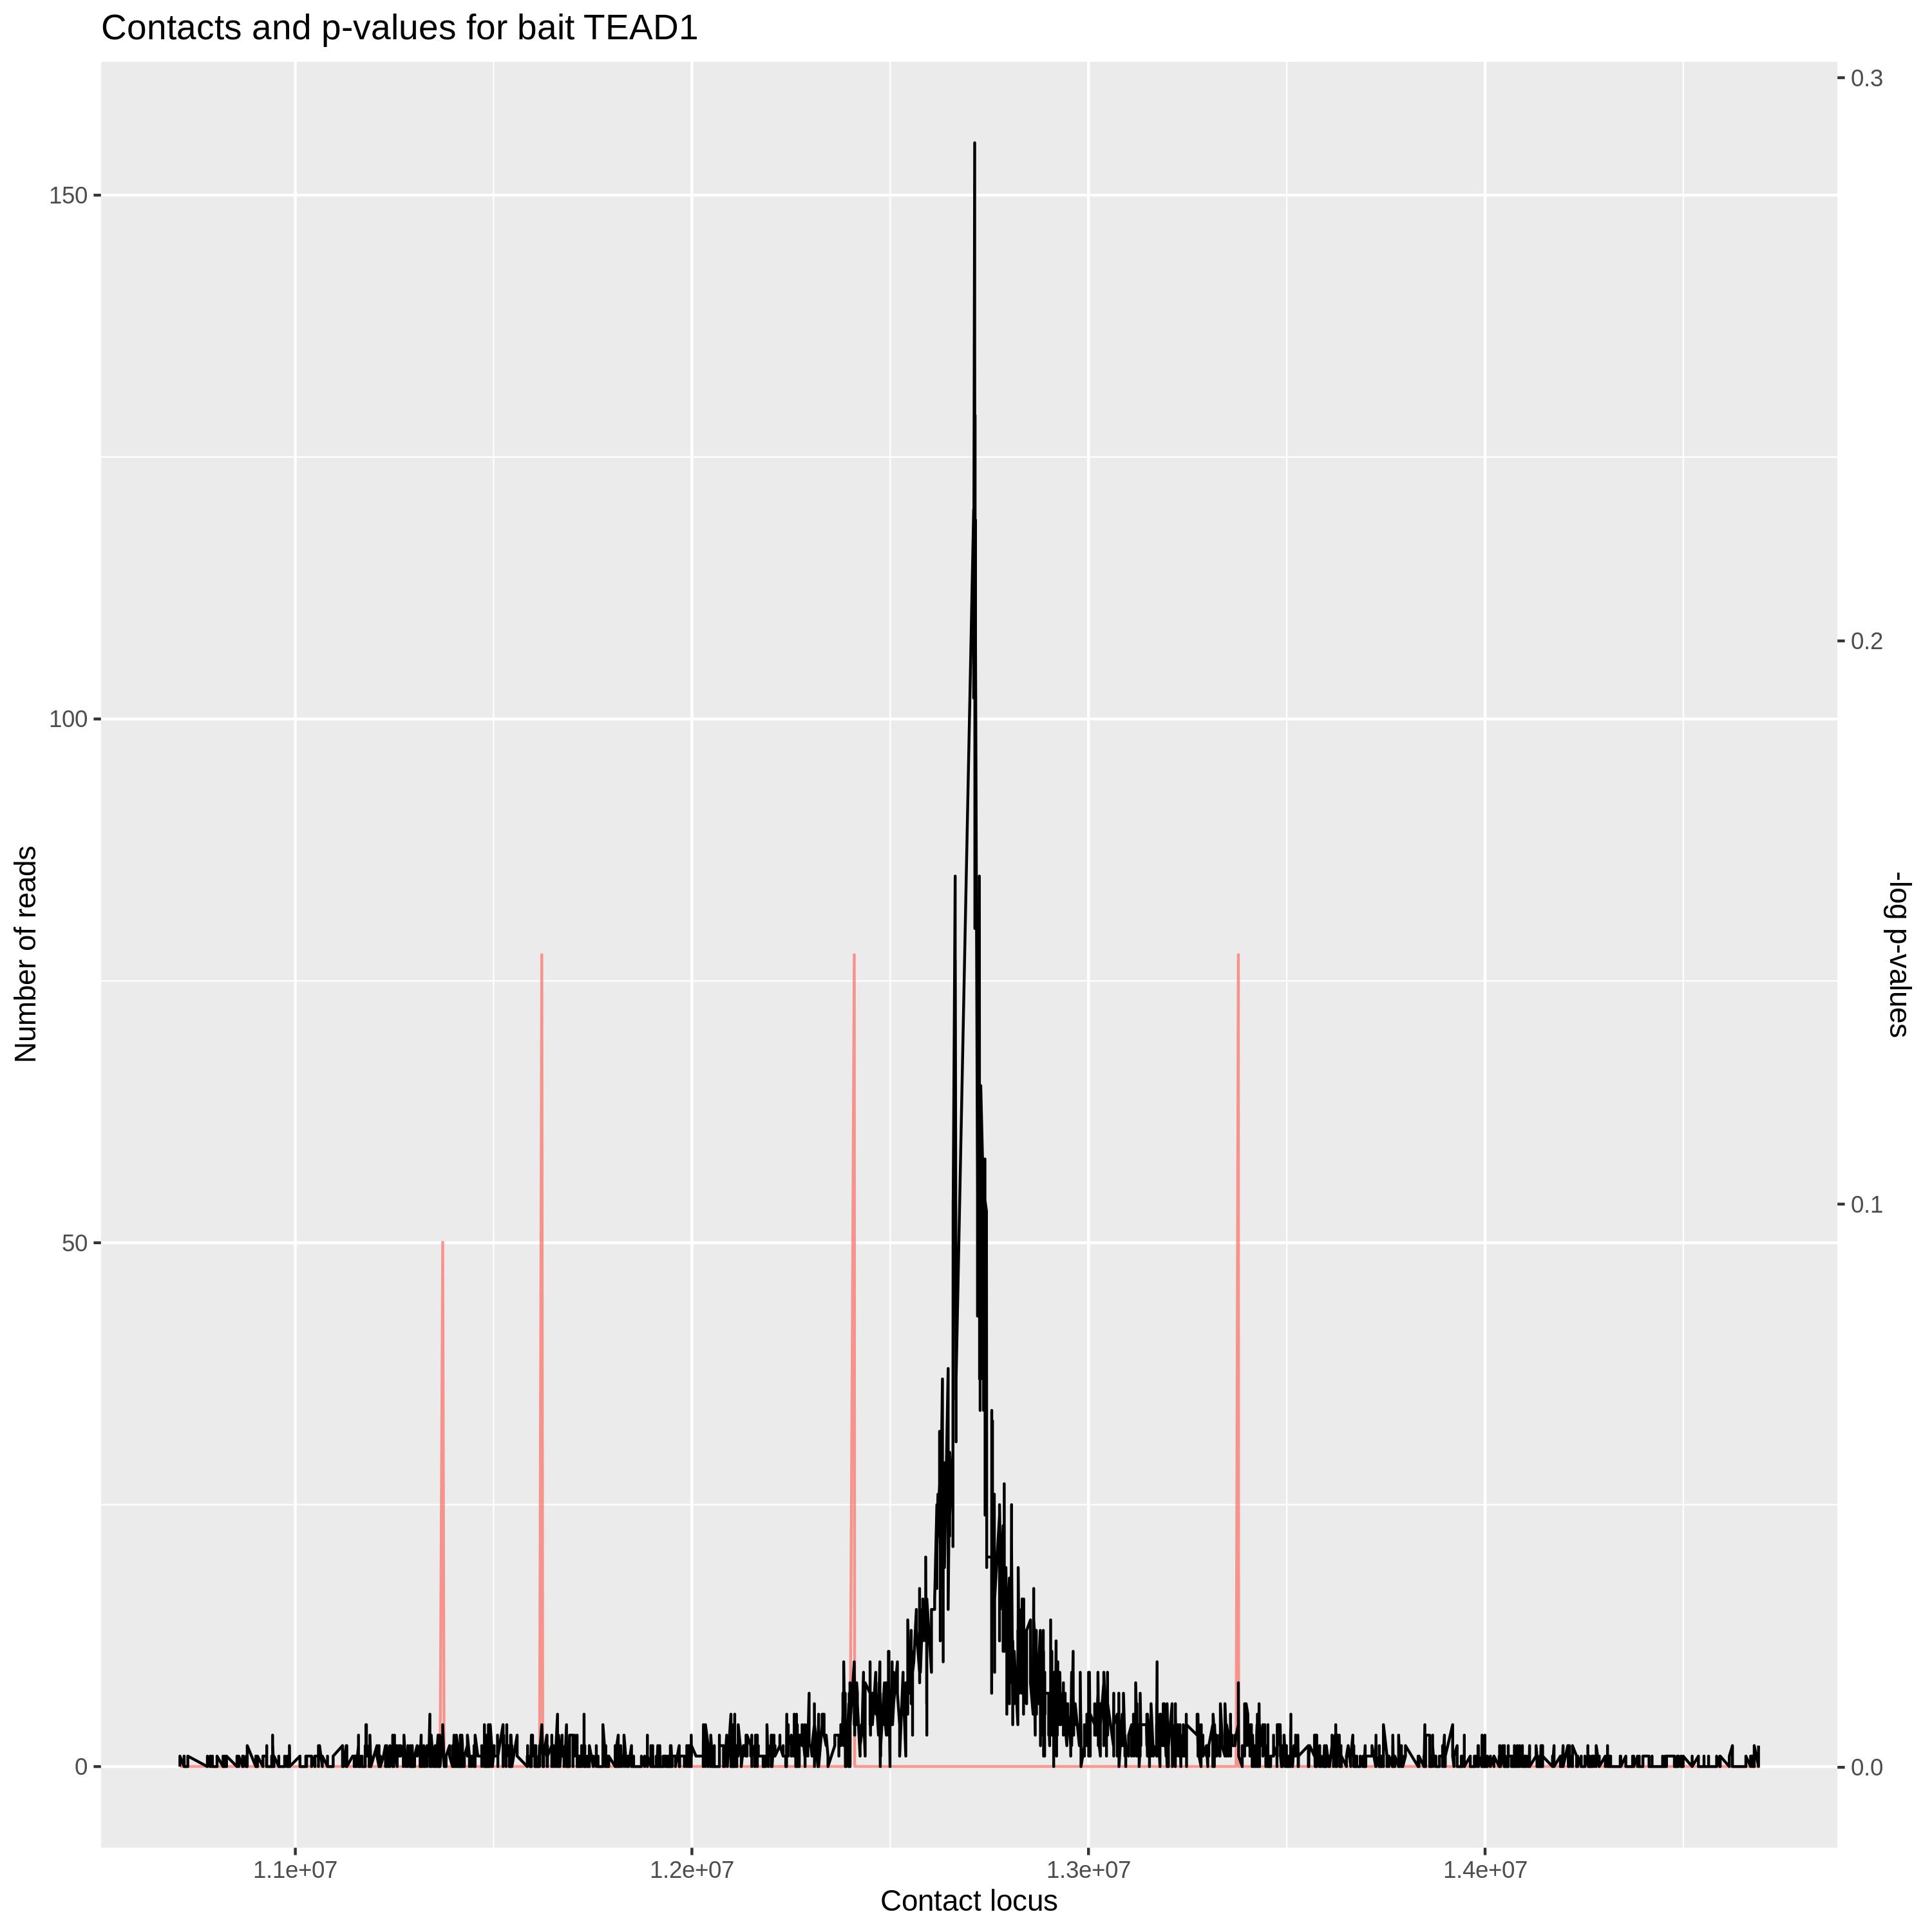 Contacts and p-values for bait TEAD1
0.3
150
0.2
100
Number of reads
-log p-values
0.1
50
0
0.0
1.1e+07 1.2e+07 1.3e+07 1.4e+07
Contact locus